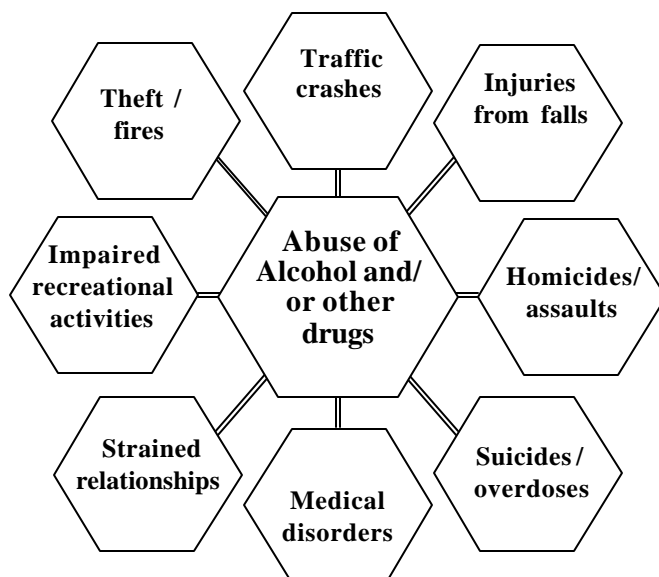 Traffic
crashes
Theft /
fires
Injuries
from falls
Abuse of
Alcohol and/
or other
drugs
Impaired
recreational
activities
Homicides/
assaults
Strained
relationships
Medical
disorders
Suicides /
overdoses